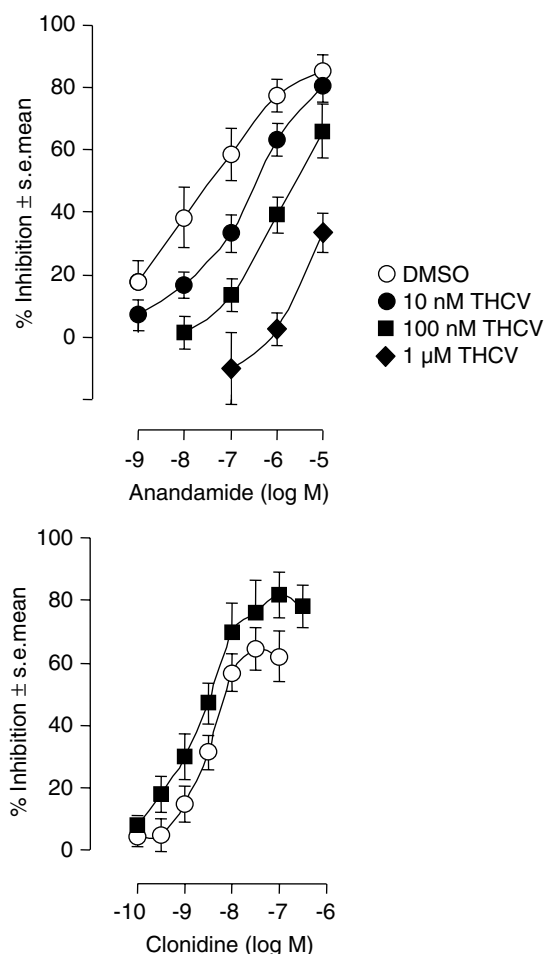 100
80
60
40
20
0
% Inhibition ± s.e.mean
-9 -8 -7 -6 -5
Anandamide (log M)
DMSO
10 nM THCV
100 nM THCV
1 µM THCV
100
80
60
40
20
0
% Inhibition ± s.e.mean
-10 -9 -8 -7 -6
Clonidine (log M)